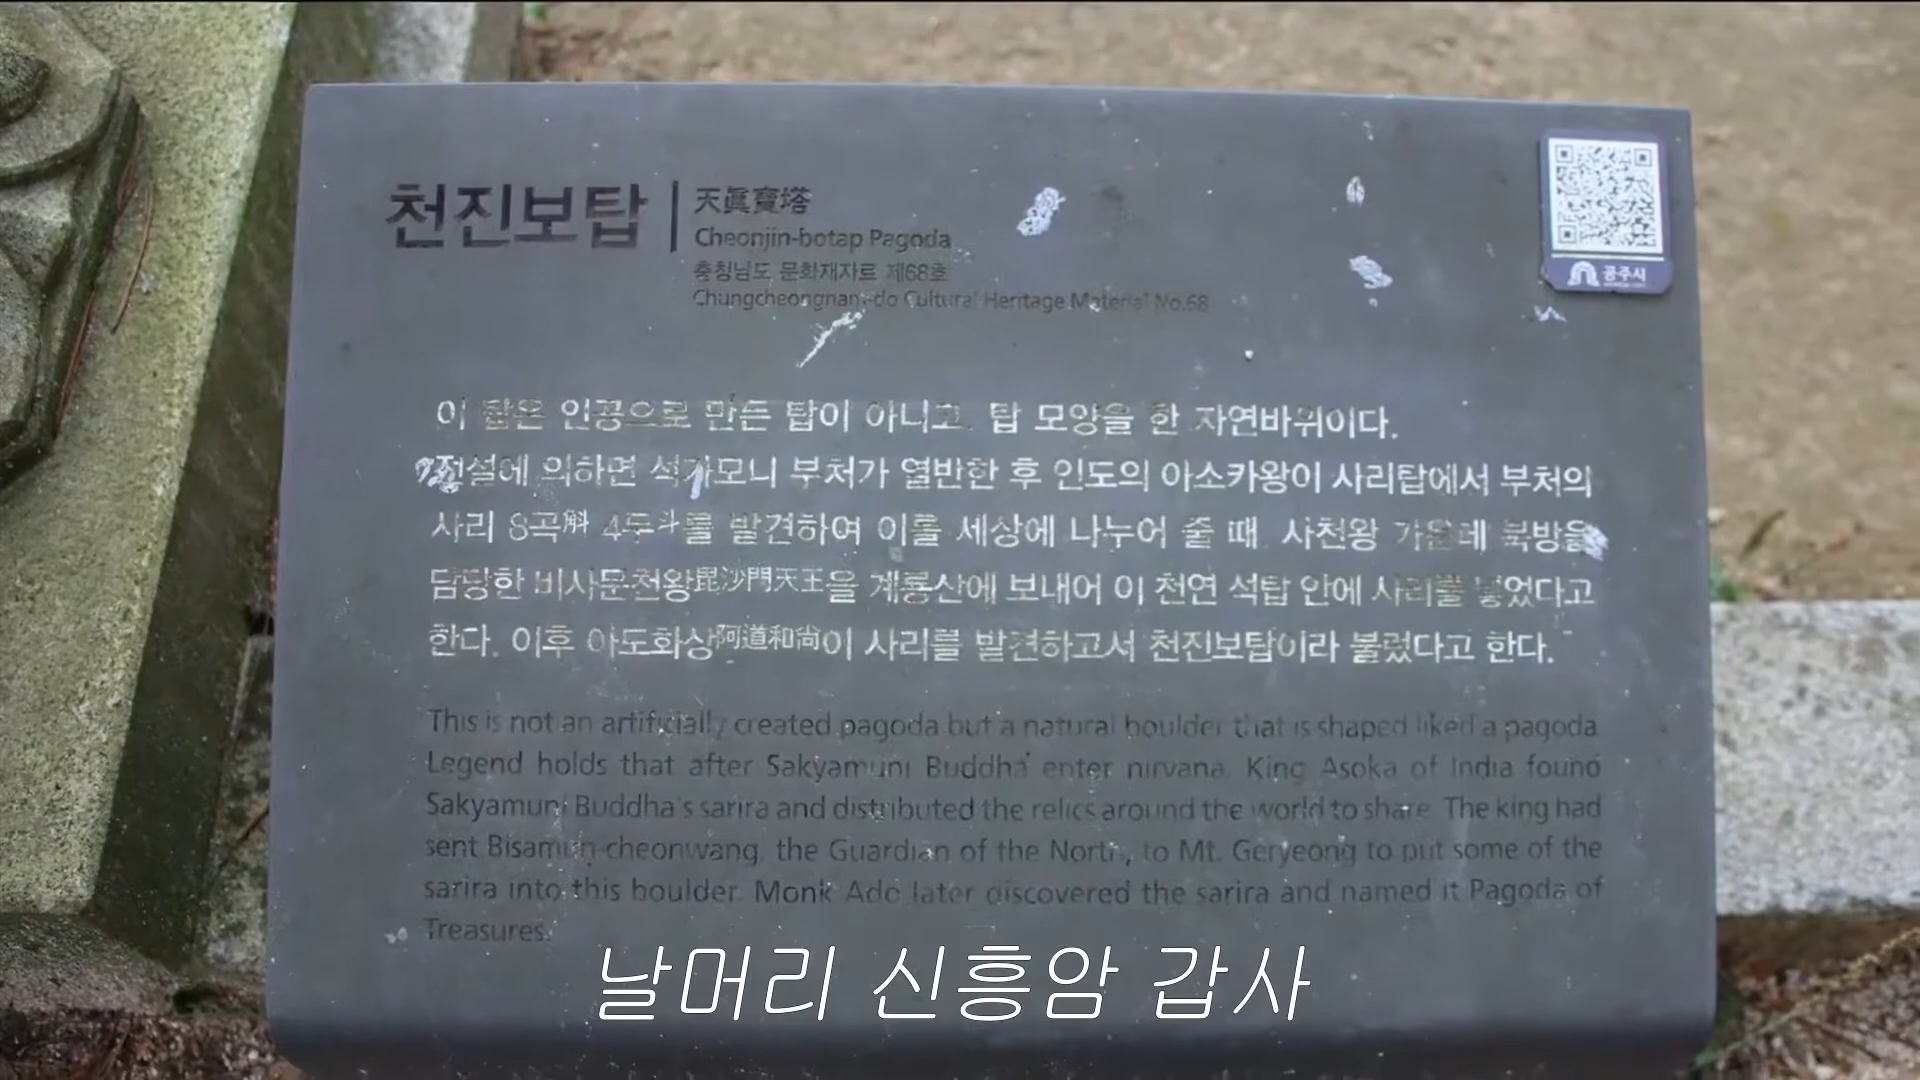 천진보탑
天眞寶塔
Cheonjin-botap Pagoda
충청남도 문화재자료 제68호
Chungcheongnam-do Cultural Heritage Material No.68
공주시
이 탑은 인공으로 만든 탑이 아니고, 탑 모양을 한 자연바위이다.
전설에 의하면 석가모니 부처가 열반한 후 인도의 아소카왕이 사리탑에서 부처의
사리 8곡斛 4두斗를 발견하여 이를 세상에 나누어 줄 때, 사천왕 가운데 북방을
담당한 비사문천왕毘沙門天王을 계룡산에 보내어 이 천연 석탑 안에 사리를 넣었다고
한다. 이후 아도화상阿道和尙이 사리를 발견하고서 천진보탑이라 불렀다고 한다.
This is not an artificially created pagoda but a natural boulder that is shaped liked a pagoda
Legend holds that after Sakyamuni Buddha enter nirvana, King Asoka of India found
Sakyamuni Buddha's sarira and distributed the relics around the world to share. The king had
sent Bisamun-cheonwang, the Guardian of the North, to Mt. Geryeong to put some of the
sarira into this boulder. Monk Ado later discovered the sarira and named it Pagoda of
Treasures.
날머리 신흥암 갑사